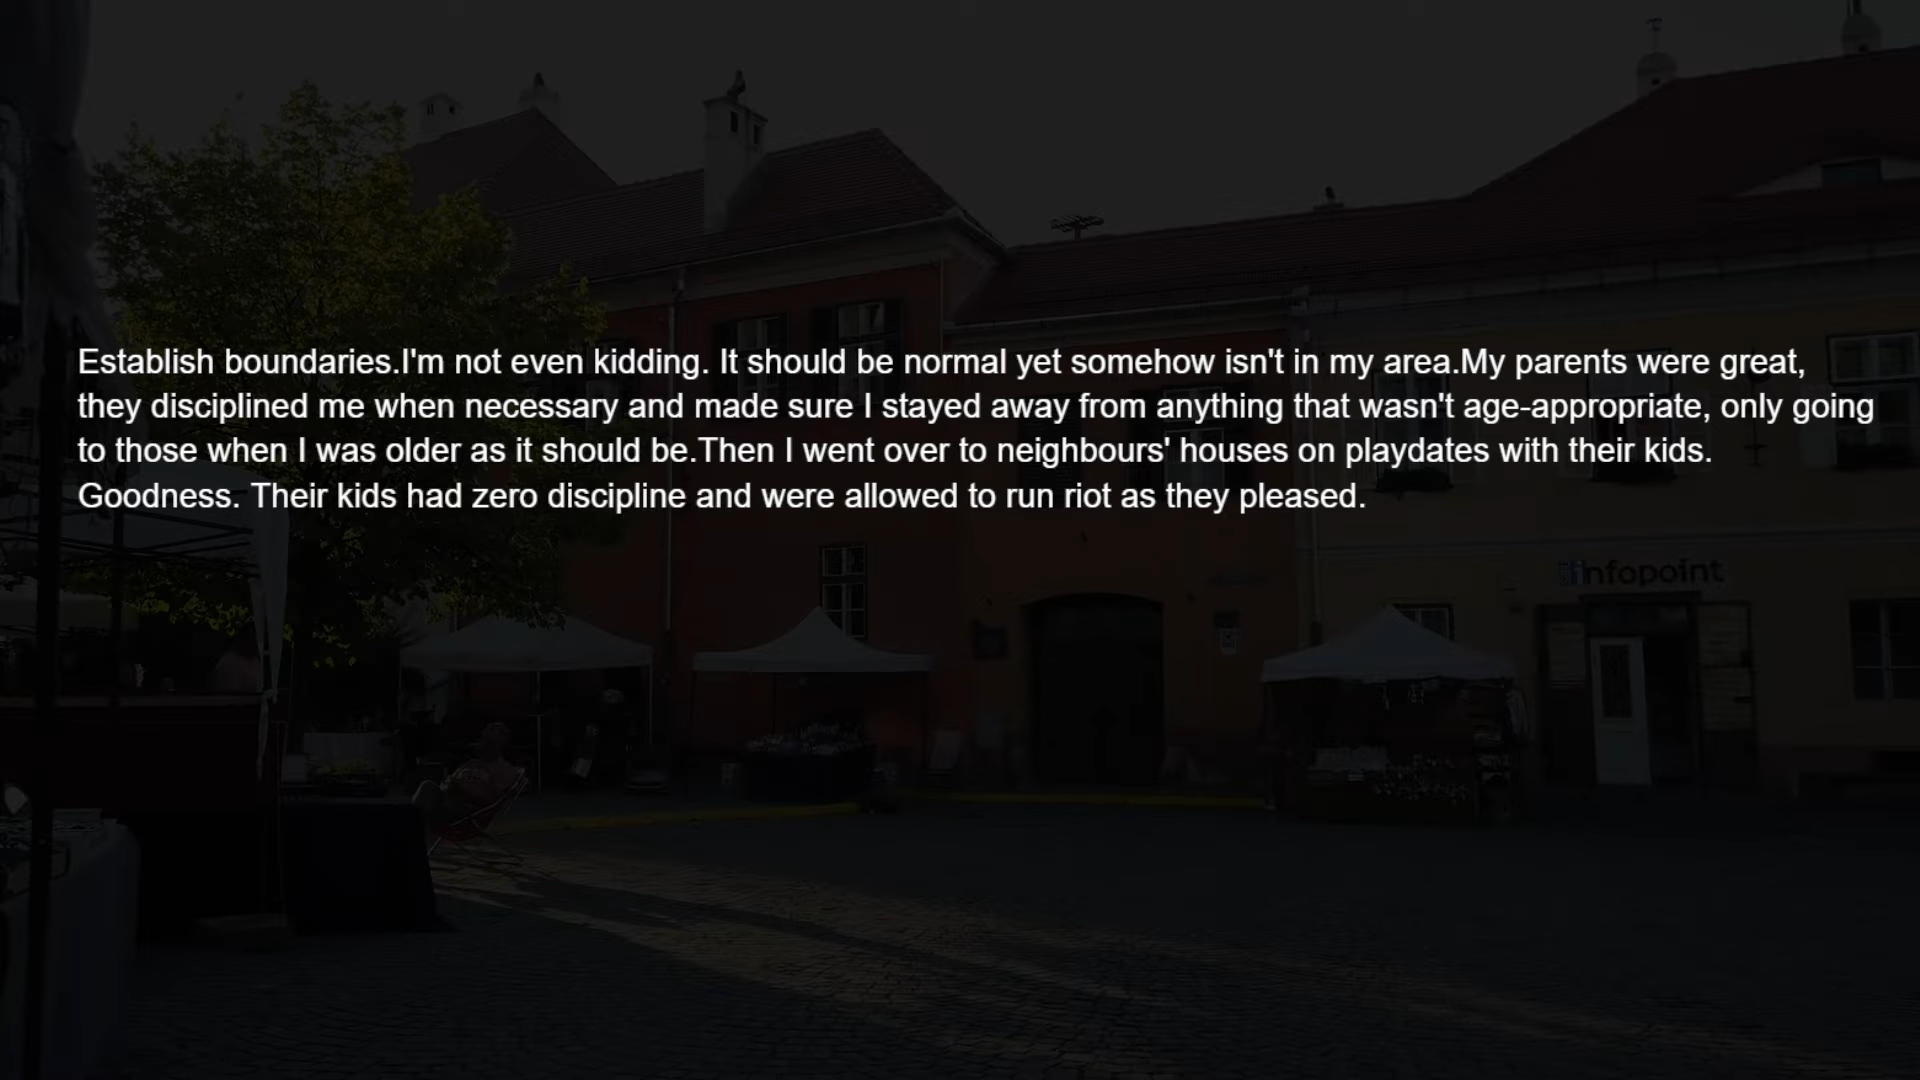 Establish boundaries.I'm not even kidding. It should be normal yet somehow isn't in my area.My parents were great,
they disciplined me when necessary and made sure I stayed away from anything that wasn't age-appropriate, only going
to those when I was older as it should be.Then I went over to neighbours' houses on playdates with their kids.
Goodness. Their kids had zero discipline and were allowed to run riot as they pleased.
infopoint